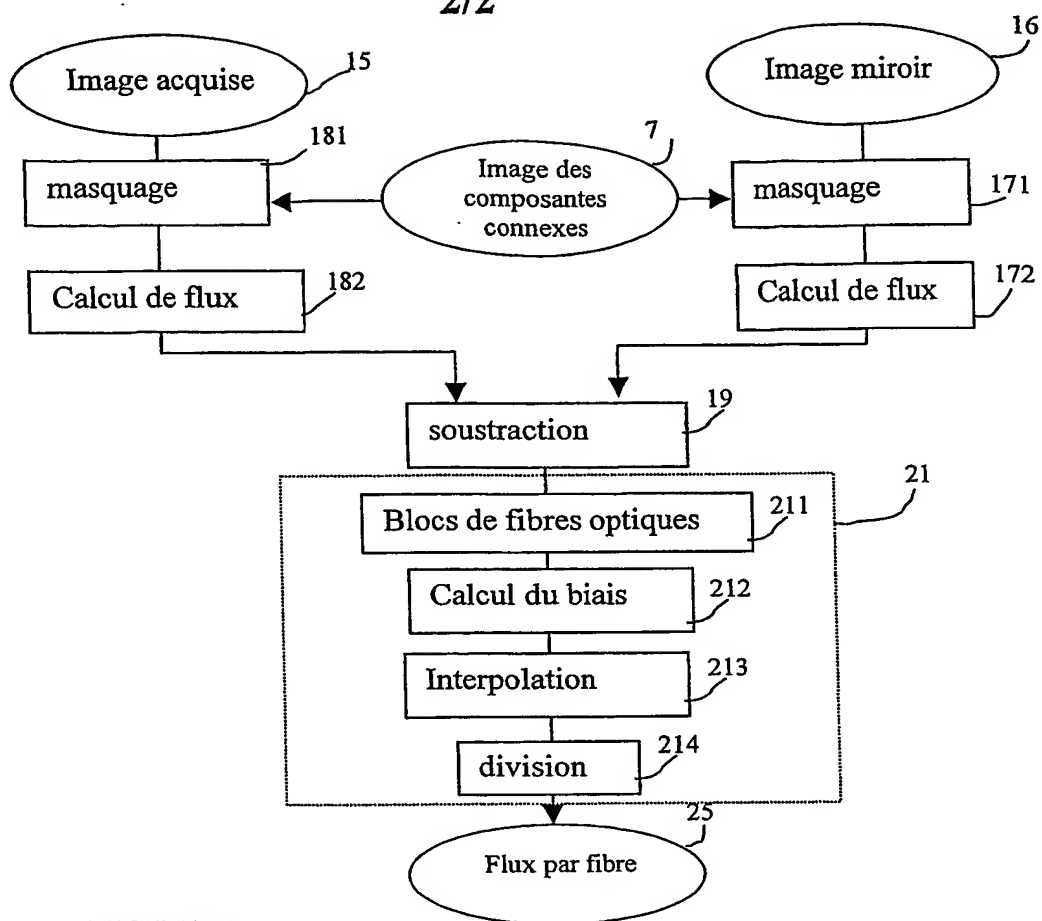 2/2
Image acquise
15
Image miroir
16
181
masquage
7
Image des
composantes
connexes
masquage
171
Calcul de flux
182
Calcul de flux
172
soustraction
19
21
Blocs de fibres optiques
211
Calcul du biais
212
Interpolation
213
division
214
25
Flux par fibre